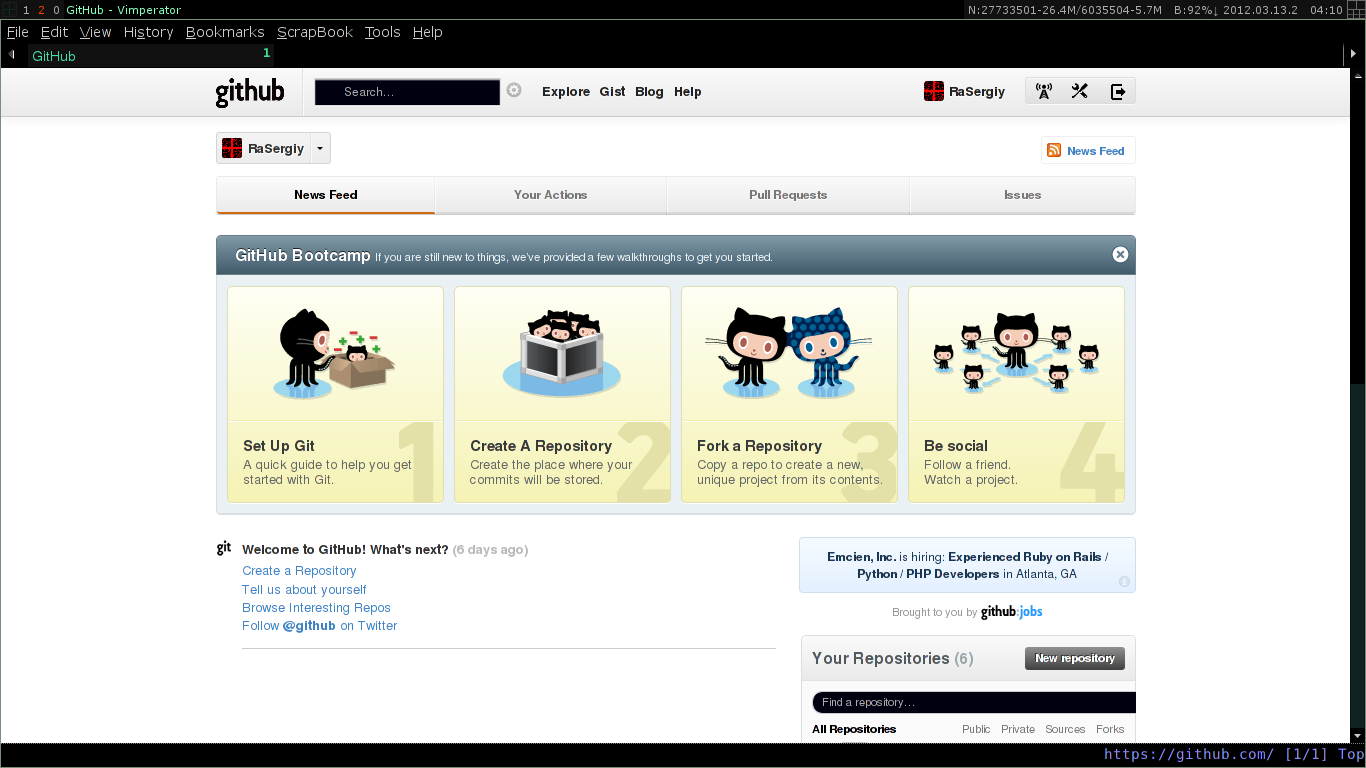 1 2 0 GitHub - Vimperator N:27733501-26.4M/6035504-5.7M B:92%↓ 2012.03.13.2 04:10
File Edit View History Bookmarks ScrapBook Tools Help
GitHub 1
github Search... Explore Gist Blog Help RaSergiy
RaSergiy News Feed
News Feed Your Actions Pull Requests Issues
GitHub Bootcamp If you are still new to things, we've provided a few walkthroughs to get you started.
1
Set Up Git
A quick guide to help you get
started with Git.
2
Create A Repository
Create the place where your
commits will be stored.
3
Fork a Repository
Copy a repo to create a new,
unique project from its contents.
4
Be social
Follow a friend.
Watch a project.
git Welcome to GitHub! What's next? (6 days ago)
Create a Repository
Tell us about yourself
Browse Interesting Repos
Follow @github on Twitter
Emcien, Inc. is hiring: Experienced Ruby on Rails /
Python / PHP Developers in Atlanta, GA
Brought to you by github:jobs
Your Repositories (6) New repository
Find a repository...
All Repositories Public Private Sources Forks
https://github.com/ [1/1] Top